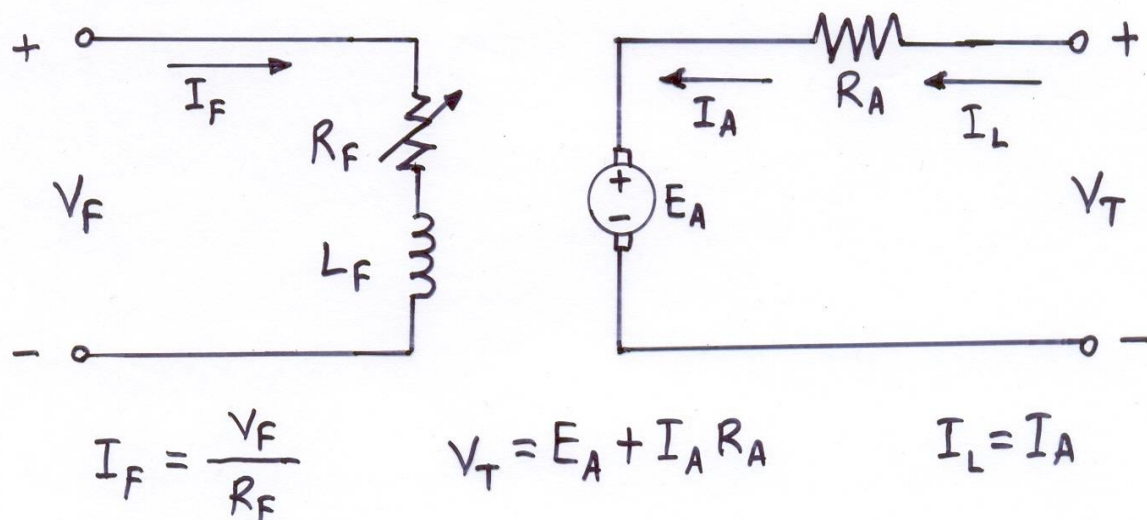 + I_F R_F V_F L_F -
+ R_A I_A I_L + - E_A V_T -
I_F = V_F / R_F
V_T = E_A + I_A R_A
I_L = I_A